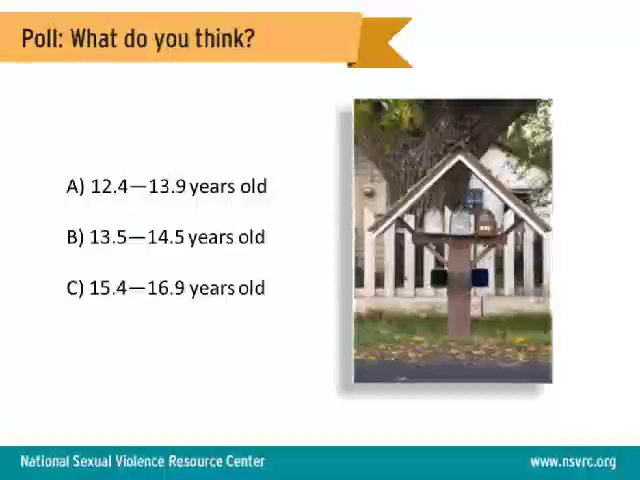 Poll: What do you think?
A) 12.4—13.9 years old
B) 13.5—14.5 years old
C) 15.4—16.9 years old
National Sexual Violence Resource Center
www.nsvrc.org